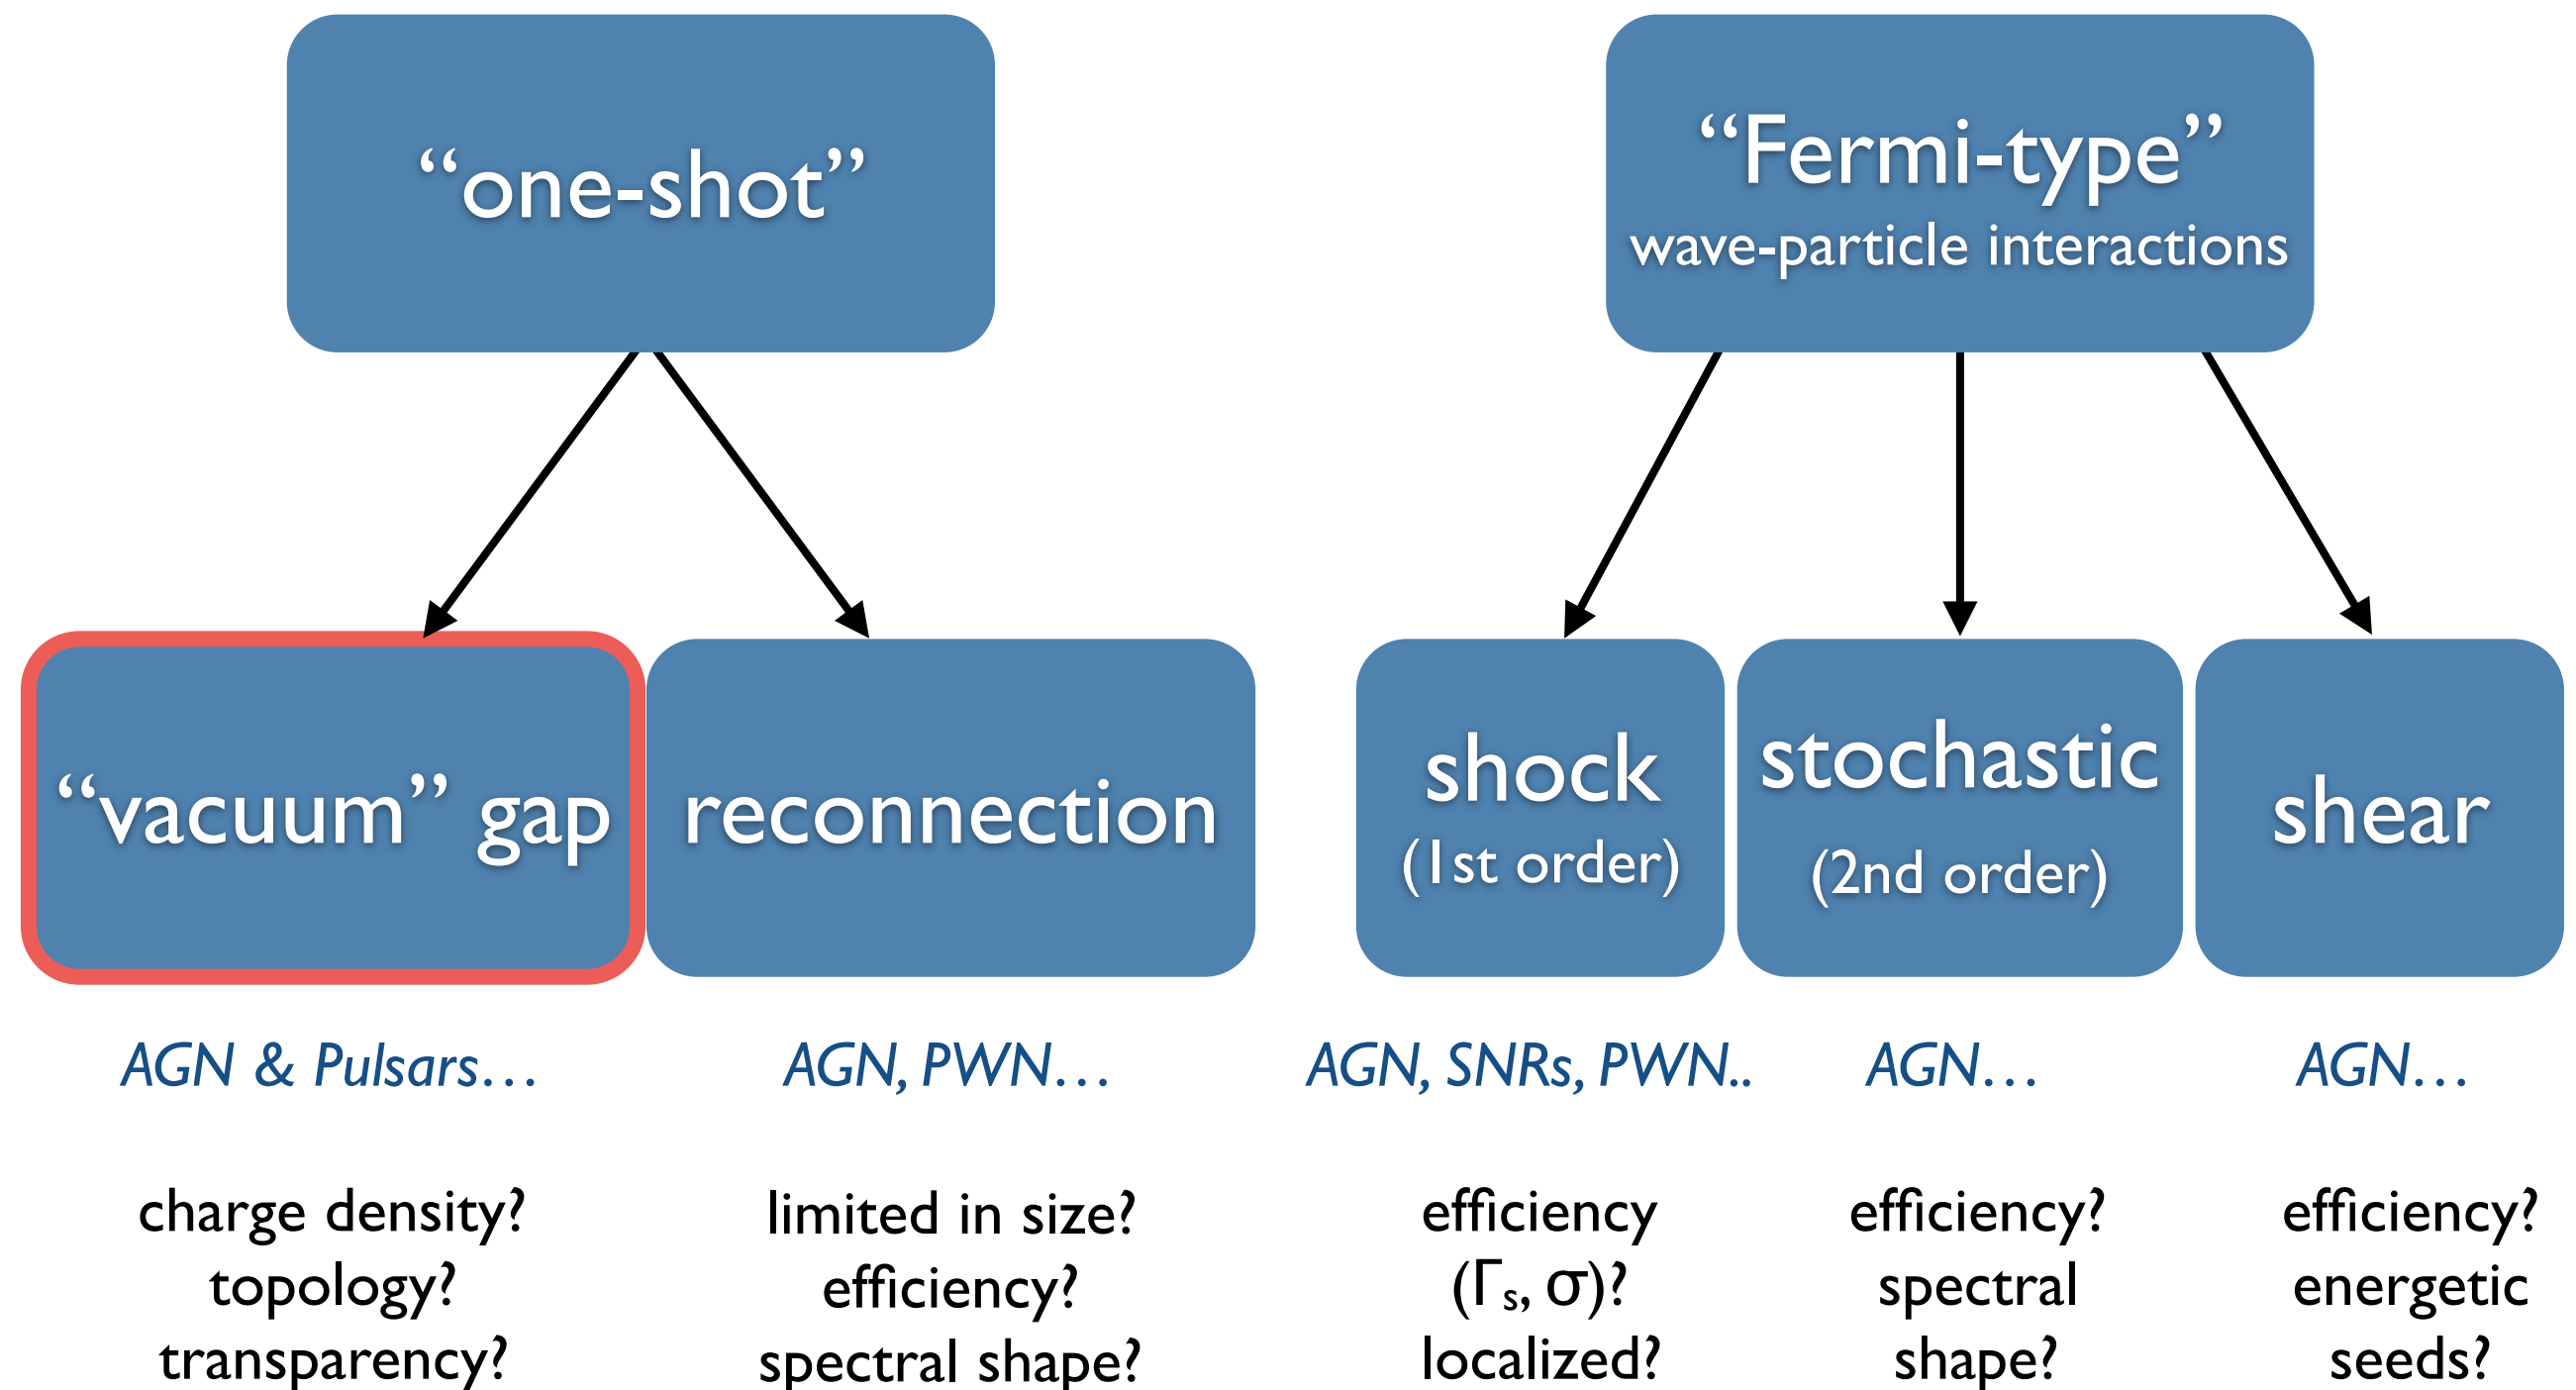 “one-shot”
“Fermi-type”
wave-particle interactions
“vacuum” gap
reconnection
shock
(1st order)
stochastic
(2nd order)
shear
AGN & Pulsars…
AGN, PWN…
AGN, SNRs, PWN..
AGN…
AGN…
charge density?
topology?
transparency?
limited in size?
efficiency?
spectral shape?
efficiency
(Γₛ, σ)?
localized?
efficiency?
spectral
shape?
efficiency?
energetic
seeds?